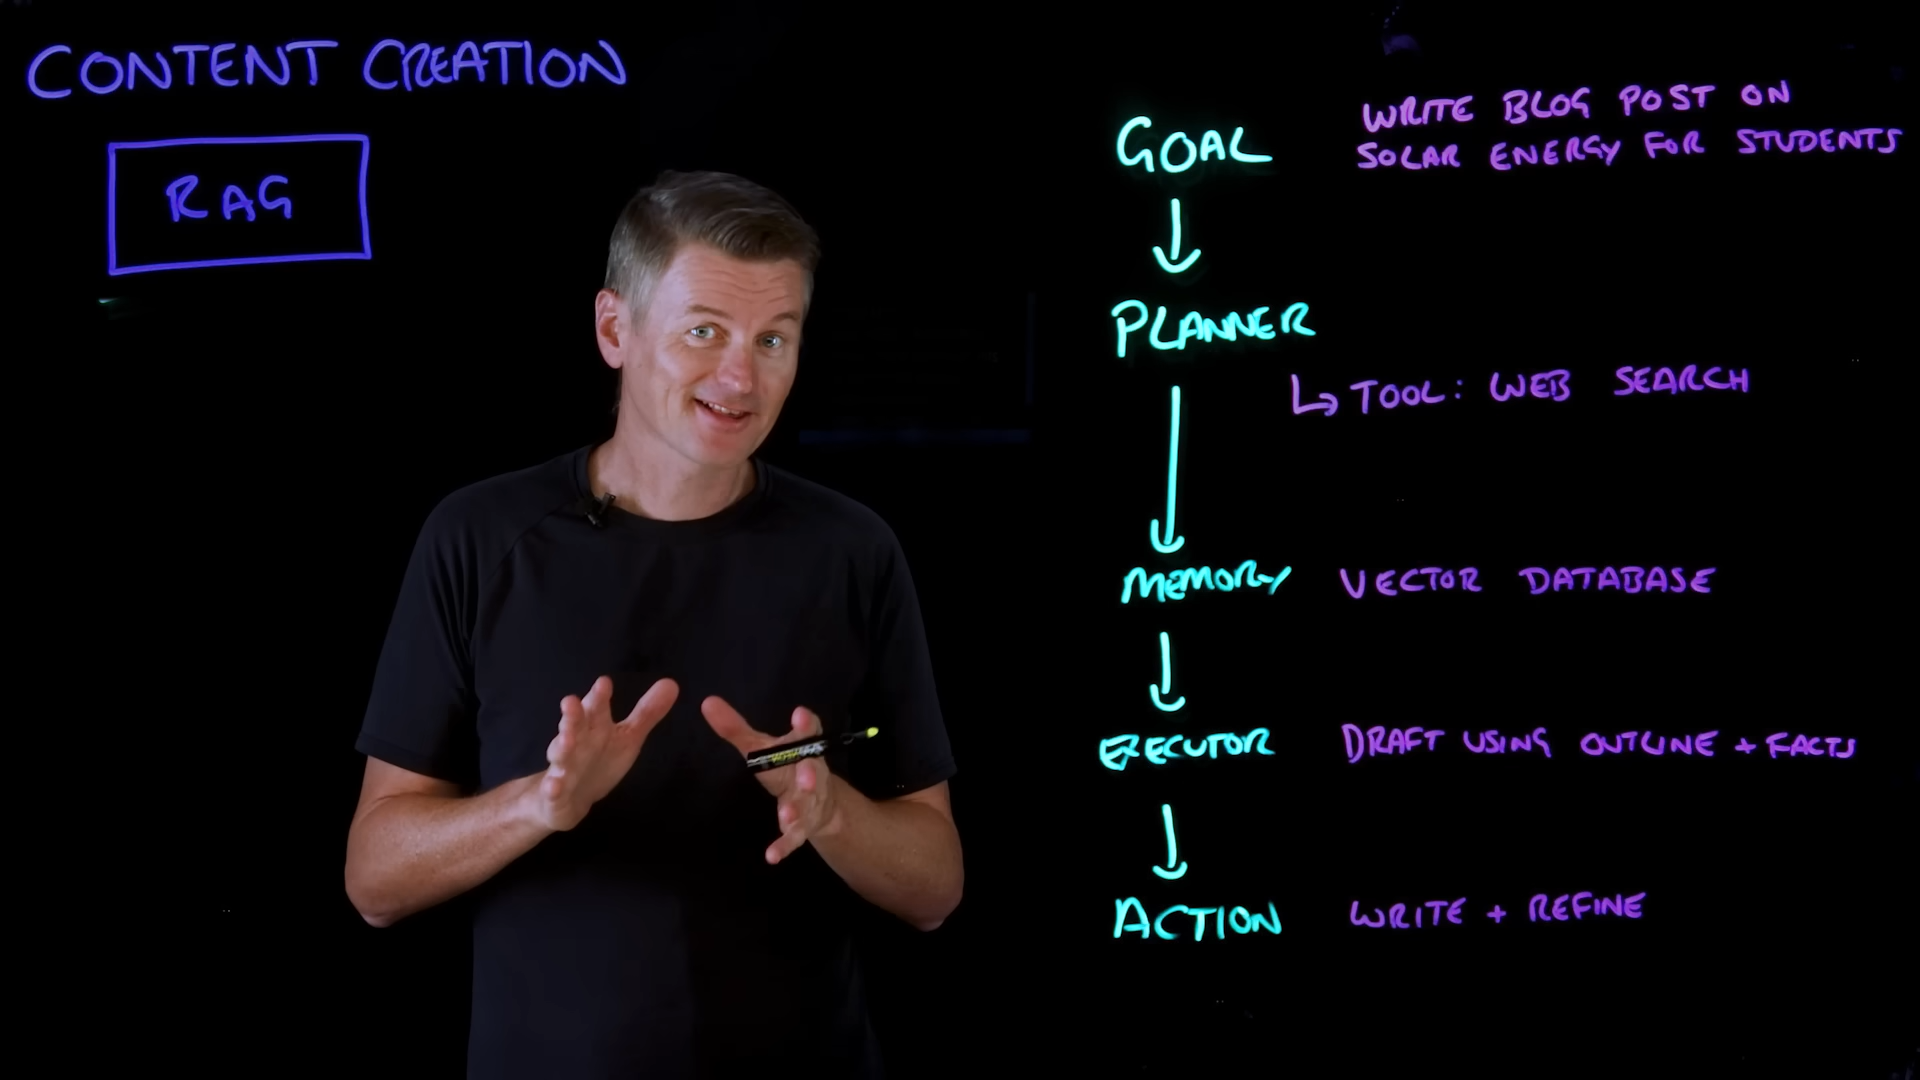 CONTENT CREATION
RAG
GOAL
WRITE BLOG POST ON
SOLAR ENERGY FOR STUDENTS
PLANNER
↳ TOOL: WEB SEARCH
MEMORY VECTOR DATABASE
EXECUTOR DRAFT USING OUTLINE + FACTS
ACTION WRITE + REFINE